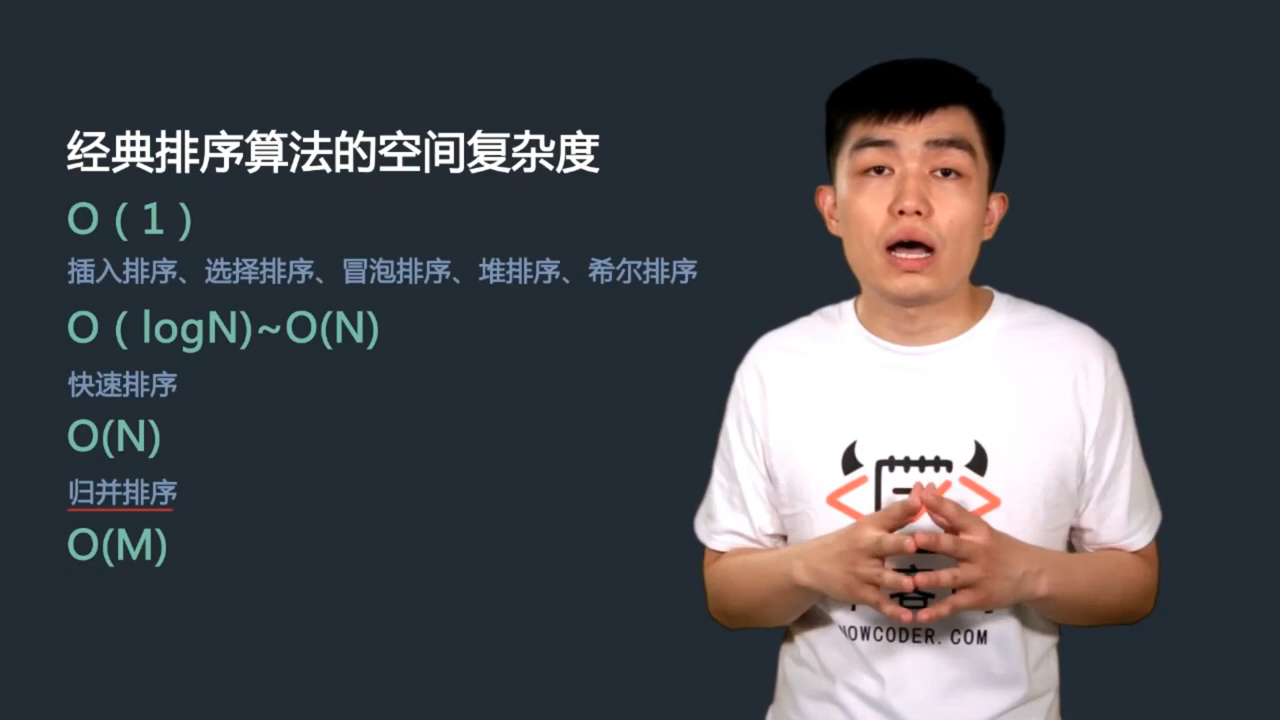 经典排序算法的空间复杂度
O ( 1 )
插入排序、选择排序、冒泡排序、堆排序、希尔排序
O ( logN)~O(N)
快速排序
O(N)
归并排序
O(M)
客
OWCODER. COM